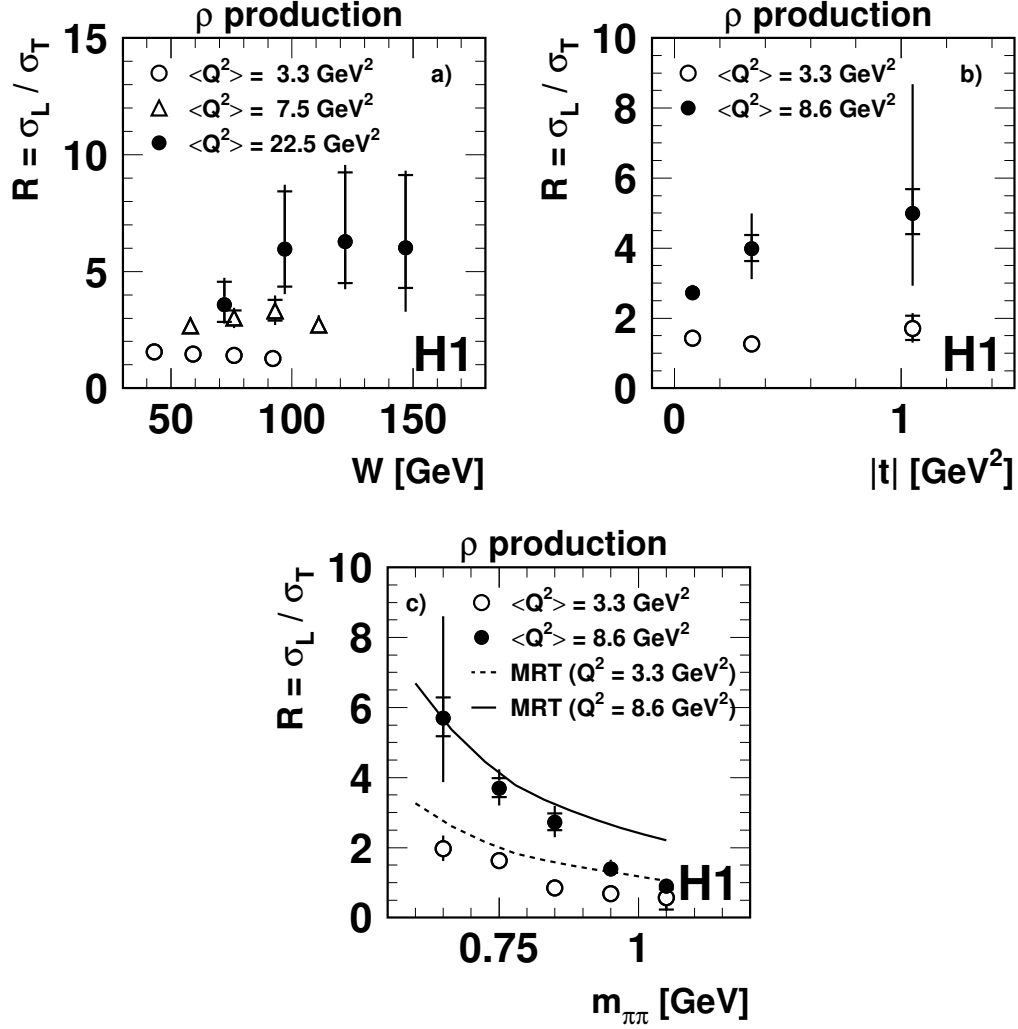 ρ production
R = σL / σT
15
10
5
0
<Q²> = 3.3 GeV²
<Q²> = 7.5 GeV²
<Q²> = 22.5 GeV²
a)
H1
50 100 150
W [GeV]
ρ production
R = σL / σT
10
8
6
4
2
0
<Q²> = 3.3 GeV²
<Q²> = 8.6 GeV²
b)
H1
0 1
|t| [GeV²]
ρ production
R = σL / σT
10
8
6
4
2
0
c)
<Q²> = 3.3 GeV²
<Q²> = 8.6 GeV²
MRT (Q² = 3.3 GeV²)
MRT (Q² = 8.6 GeV²)
H1
0.75 1
mππ [GeV]